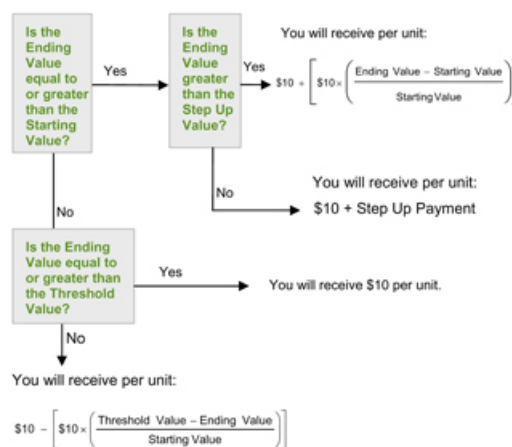 Is the
Ending
Value
equal to
or greater
than the
Starting
Value?
Yes
Is the
Ending
Value
greater
than the
Step Up
Value?
Yes
You will receive per unit:
$10 + [ $10 × ( Ending Value – Starting Value
Starting Value ) ]
No
You will receive per unit:
$10 + Step Up Payment
No
Is the Ending
Value equal to
or greater than
the Threshold
Value?
Yes
You will receive $10 per unit.
No
You will receive per unit:
$10 – [ $10 × ( Threshold Value – Ending Value
Starting Value ) ]